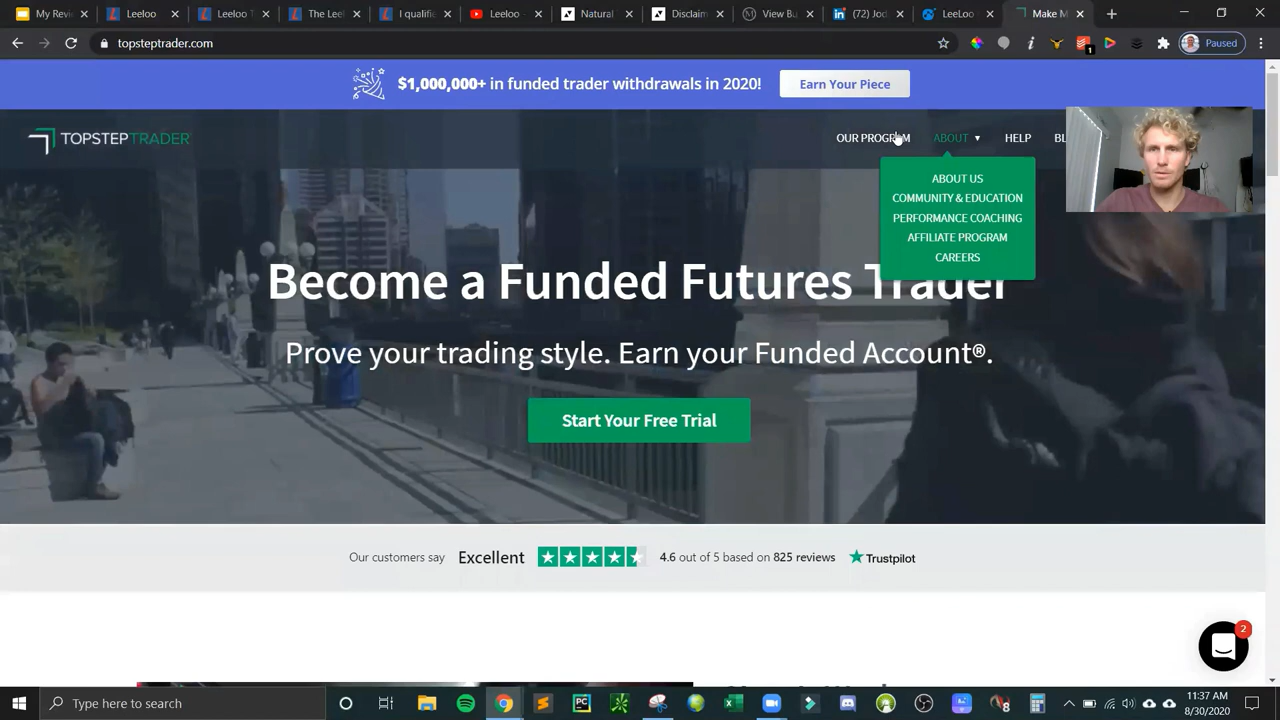 My Revie
Leeloo
Leeloo T
The Leel
I qualifie
Leeloo -
Natural
Disclaim
View Bu
(72) Jod
LeeLoo
Make M
topsteptrader.com
Paused
1
$1,000,000+ in funded trader withdrawals in 2020!
Earn Your Piece
TOPSTEPTRADER
OUR PROGRAM
ABOUT
HELP
ABOUT US
COMMUNITY & EDUCATION
PERFORMANCE COACHING
AFFILIATE PROGRAM
CAREERS
Become a Funded Futures Trader
Prove your trading style. Earn your Funded Account®.
Start Your Free Trial
Our customers say Excellent 4.6 out of 5 based on 825 reviews Trustpilot
2
Type here to search
11:37 AM
8/30/2020